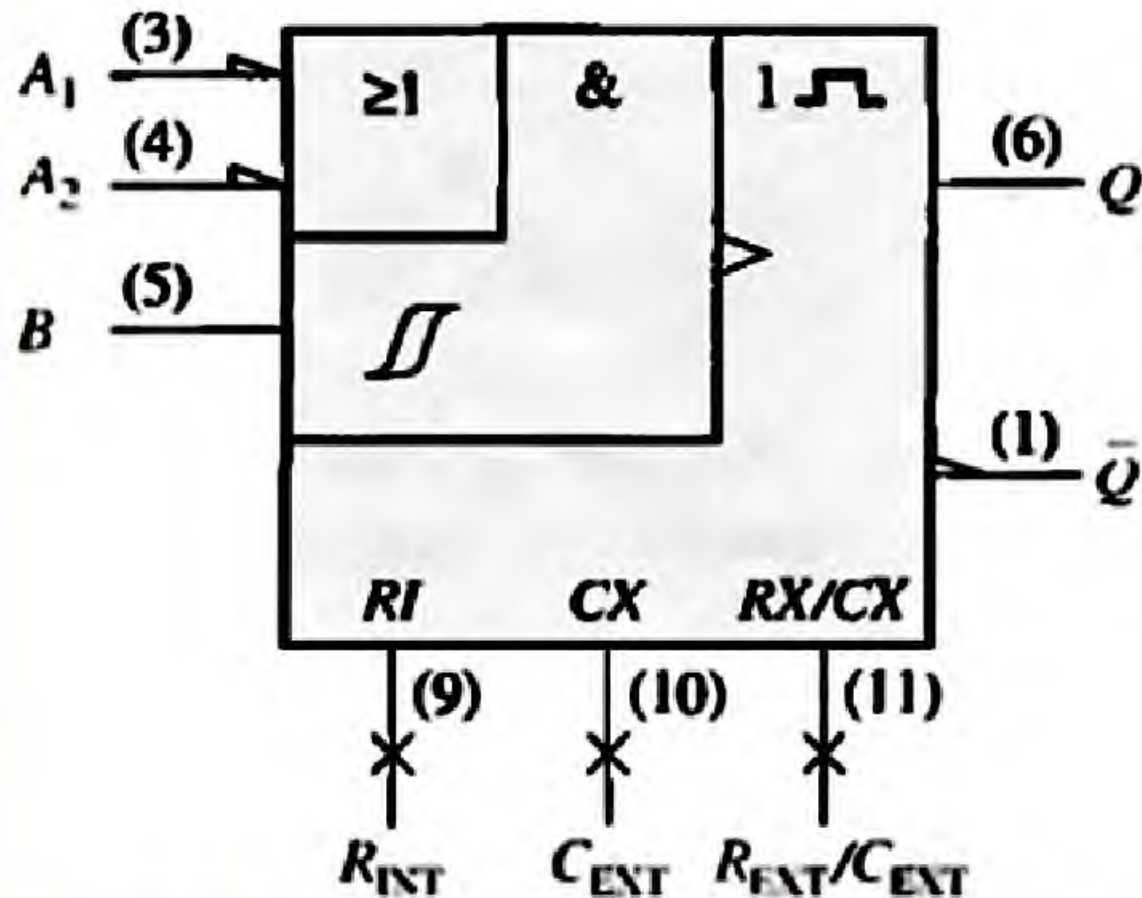 (3)
A₁
≥1
&
1
(4)
A₂
(6)
Q
(5)
B
(1)
Q̄
RI
CX
RX/CX
(9)
(10)
(11)
R_INT
C_EXT
R_EXT/C_EXT